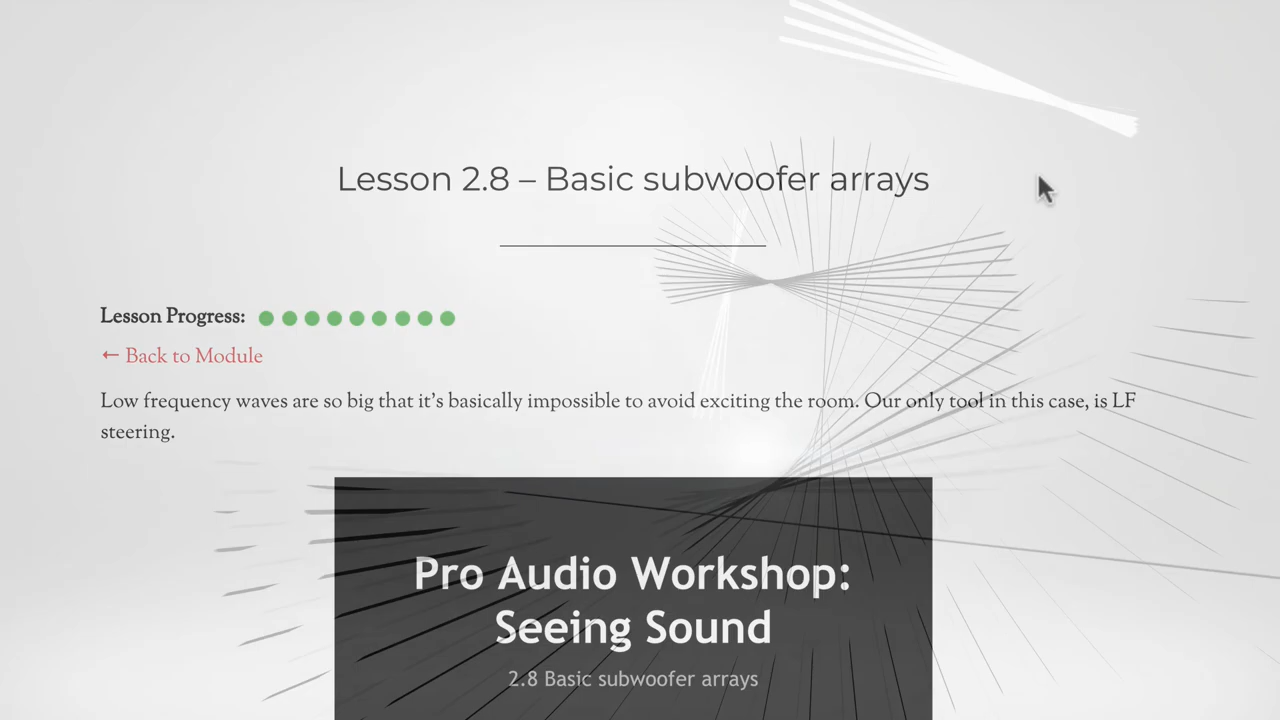 Lesson 2.8 – Basic subwoofer arrays
Lesson Progress:
← Back to Module
Low frequency waves are so big that it’s basically impossible to avoid exciting the room. Our only tool in this case, is LF
steering.
Pro Audio Workshop:
Seeing Sound
2.8 Basic subwoofer arrays